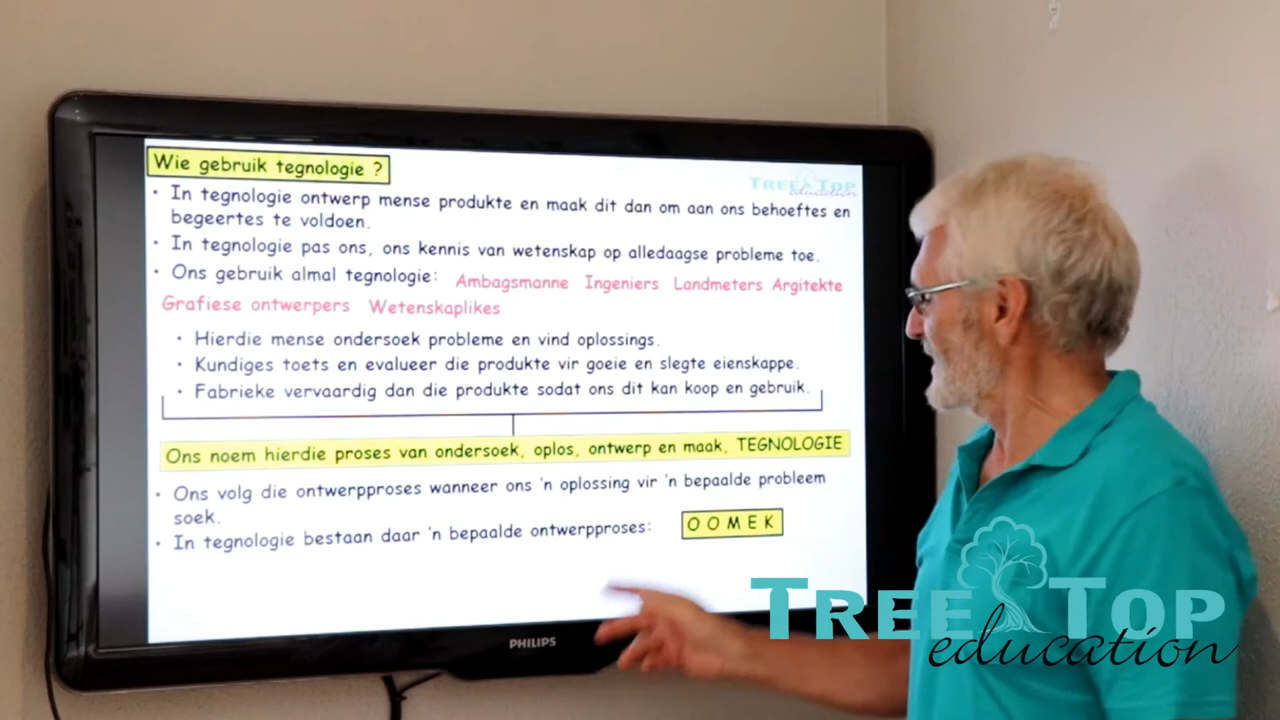 Wie gebruik tegnologie ?
TREE TOP
education
• In tegnologie ontwerp mense produkte en maak dit dan om aan ons behoeftes en
begeertes te voldoen.
• In tegnologie pas ons, ons kennis van wetenskap op alledaagse probleme toe.
• Ons gebruik almal tegnologie: Ambagsmanne Ingeniers Landmeters Argitekte
Grafiese ontwerpers Wetenskaplikes
• Hierdie mense ondersoek probleme en vind oplossings.
• Kundiges toets en evalueer die produkte vir goeie en slegte eienskappe.
• Fabrieke vervaardig dan die produkte sodat ons dit kan koop en gebruik.
Ons noem hierdie proses van ondersoek, oplos, ontwerp en maak, TEGNOLOGIE
• Ons volg die ontwerpproses wanneer ons 'n oplossing vir 'n bepaalde probleem
soek.
• In tegnologie bestaan daar 'n bepaalde ontwerpproses: O O M E K
PHILIPS
TREE TOP
education